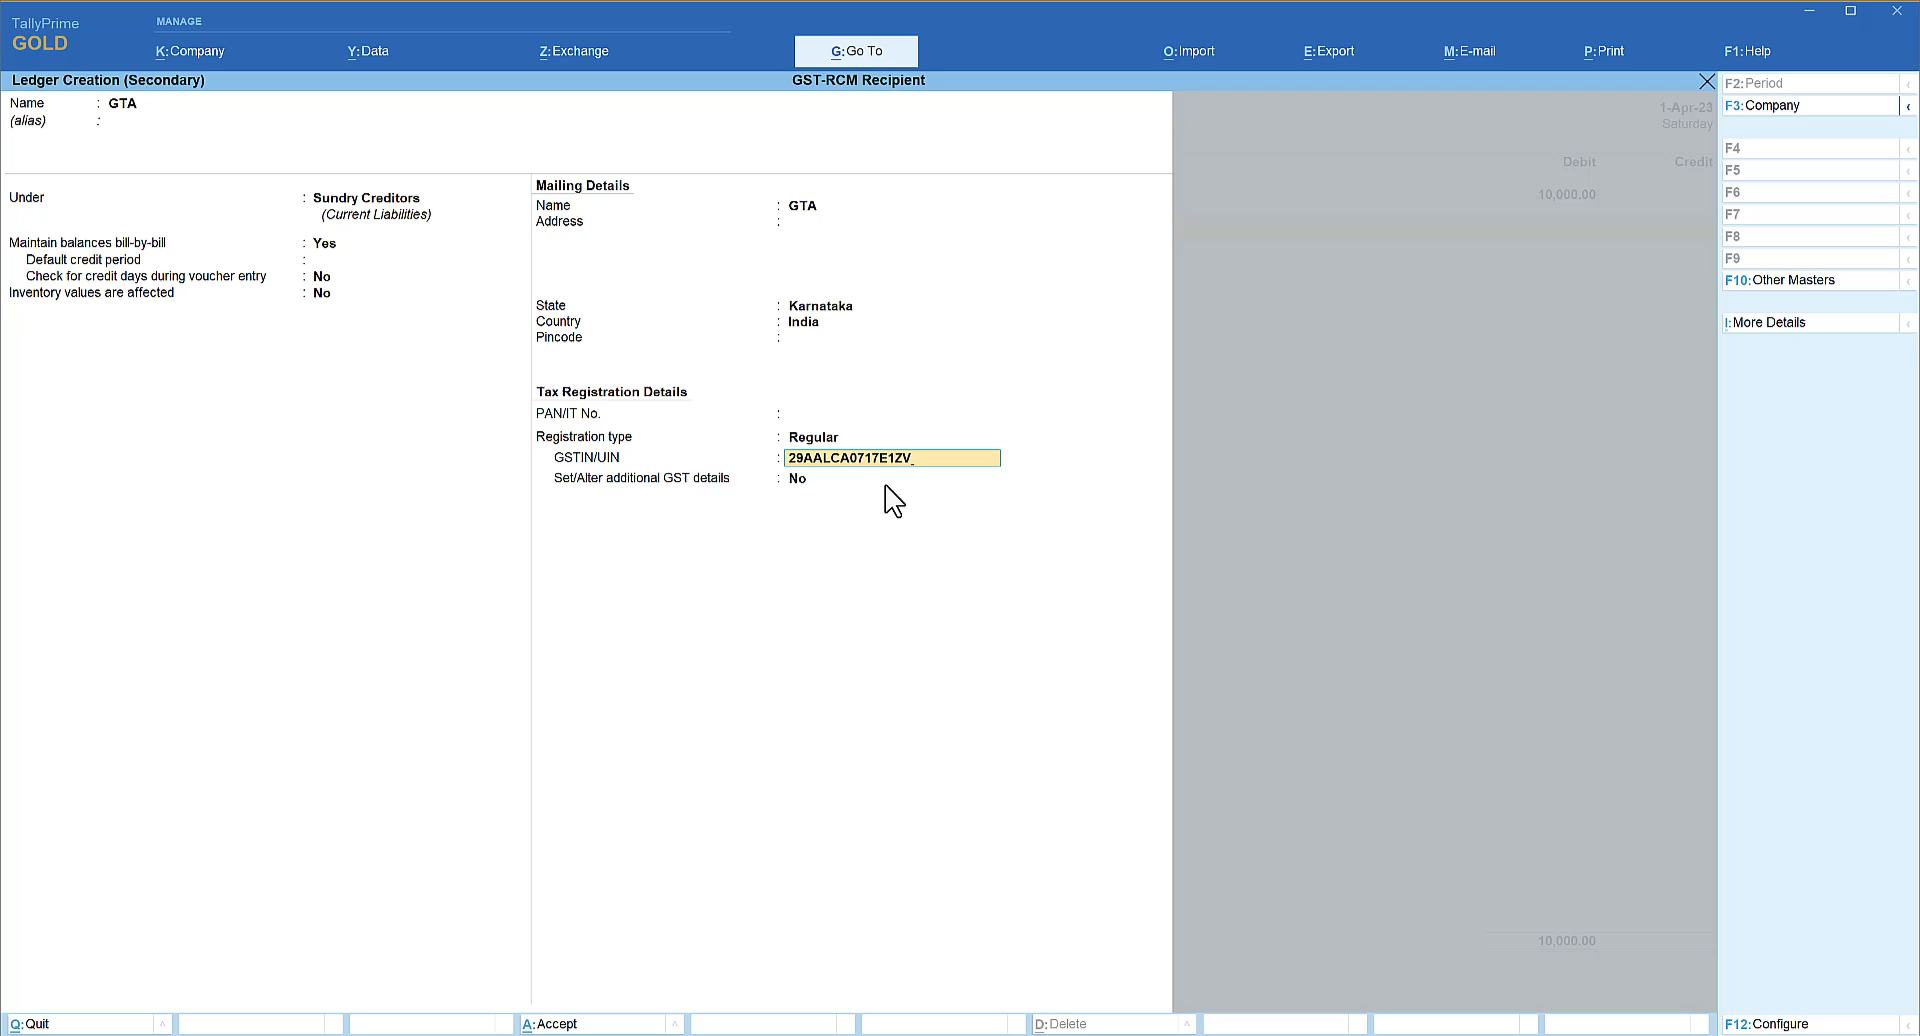 TallyPrime
GOLD
MANAGE
K:Company
Y:Data
Z:Exchange
G:Go To
O:Import
E:Export
M:E-mail
P:Print
F1:Help
Ledger Creation (Secondary)
GST-RCM Recipient
Name : GTA
(alias) :
Under : Sundry Creditors
(Current Liabilities)
Maintain balances bill-by-bill : Yes
Default credit period :
Check for credit days during voucher entry : No
Inventory values are affected : No
Mailing Details
Name : GTA
Address :
State : Karnataka
Country : India
Pincode :
Tax Registration Details
PAN/IT No. :
Registration type : Regular
GSTIN/UIN : 29AALCA0717E1ZV
Set/Alter additional GST details : No
1-Apr-23
Saturday
Debit Credit
10,000.00
10,000.00
F2:Period
F3:Company
F4
F5
F6
F7
F8
F9
F10:Other Masters
I:More Details
Q:Quit
A:Accept
D:Delete
F12:Configure